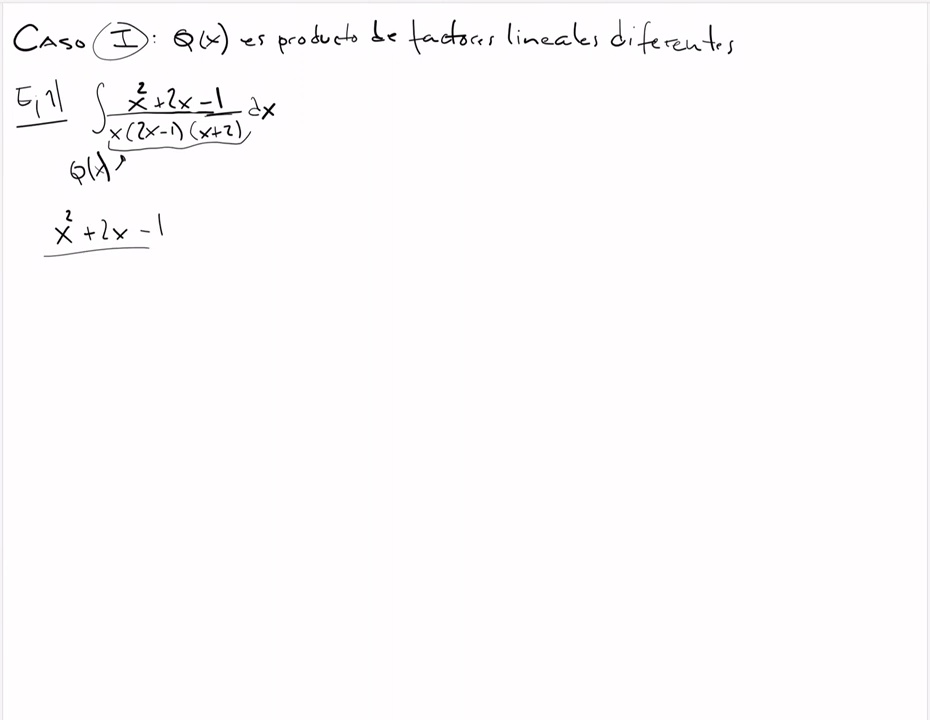 CASO I: Q(x) es producto de factores lineales diferentes
Ej 1) ∫ (x² + 2x - 1) / (x(2x-1)(x+2)) dx
Q(x)
x² + 2x - 1